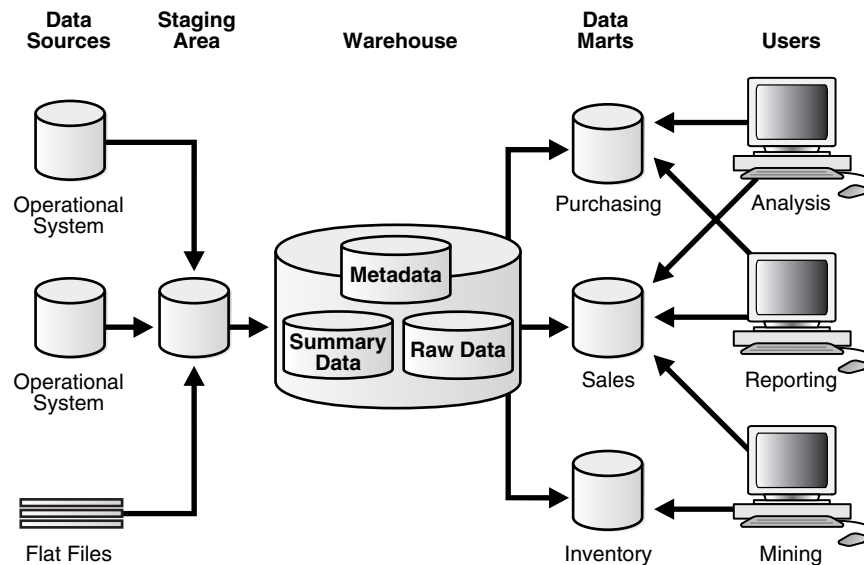 Data
Sources
Staging
Area
Warehouse
Data
Marts
Users
Operational
System
Purchasing
Analysis
Metadata
Summary
Data
Raw Data
Operational
System
Sales
Reporting
Flat Files
Inventory
Mining